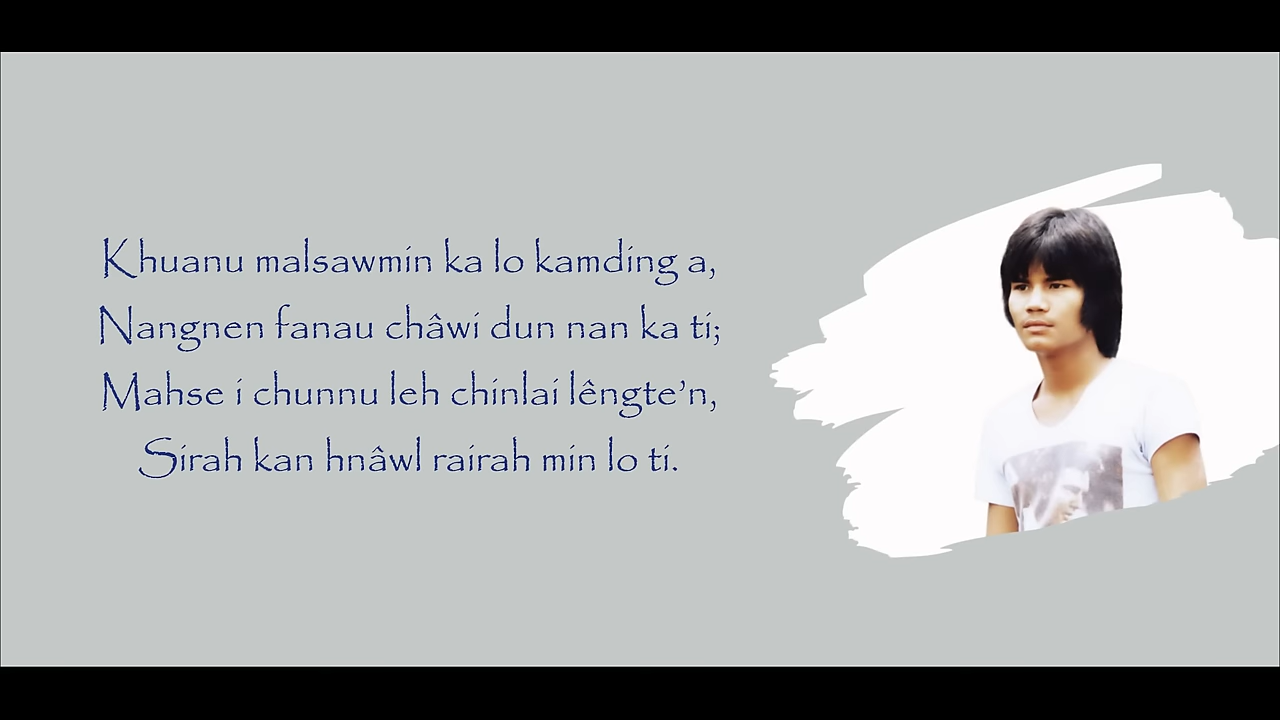 Khuanu malsawmin ka lo kamding a,
Nangnen fanau châwi dun nan ka ti;
Mahse i chunnu leh chinlai lêngte’n,
Sirah kan hnâwl rairah min lo ti.